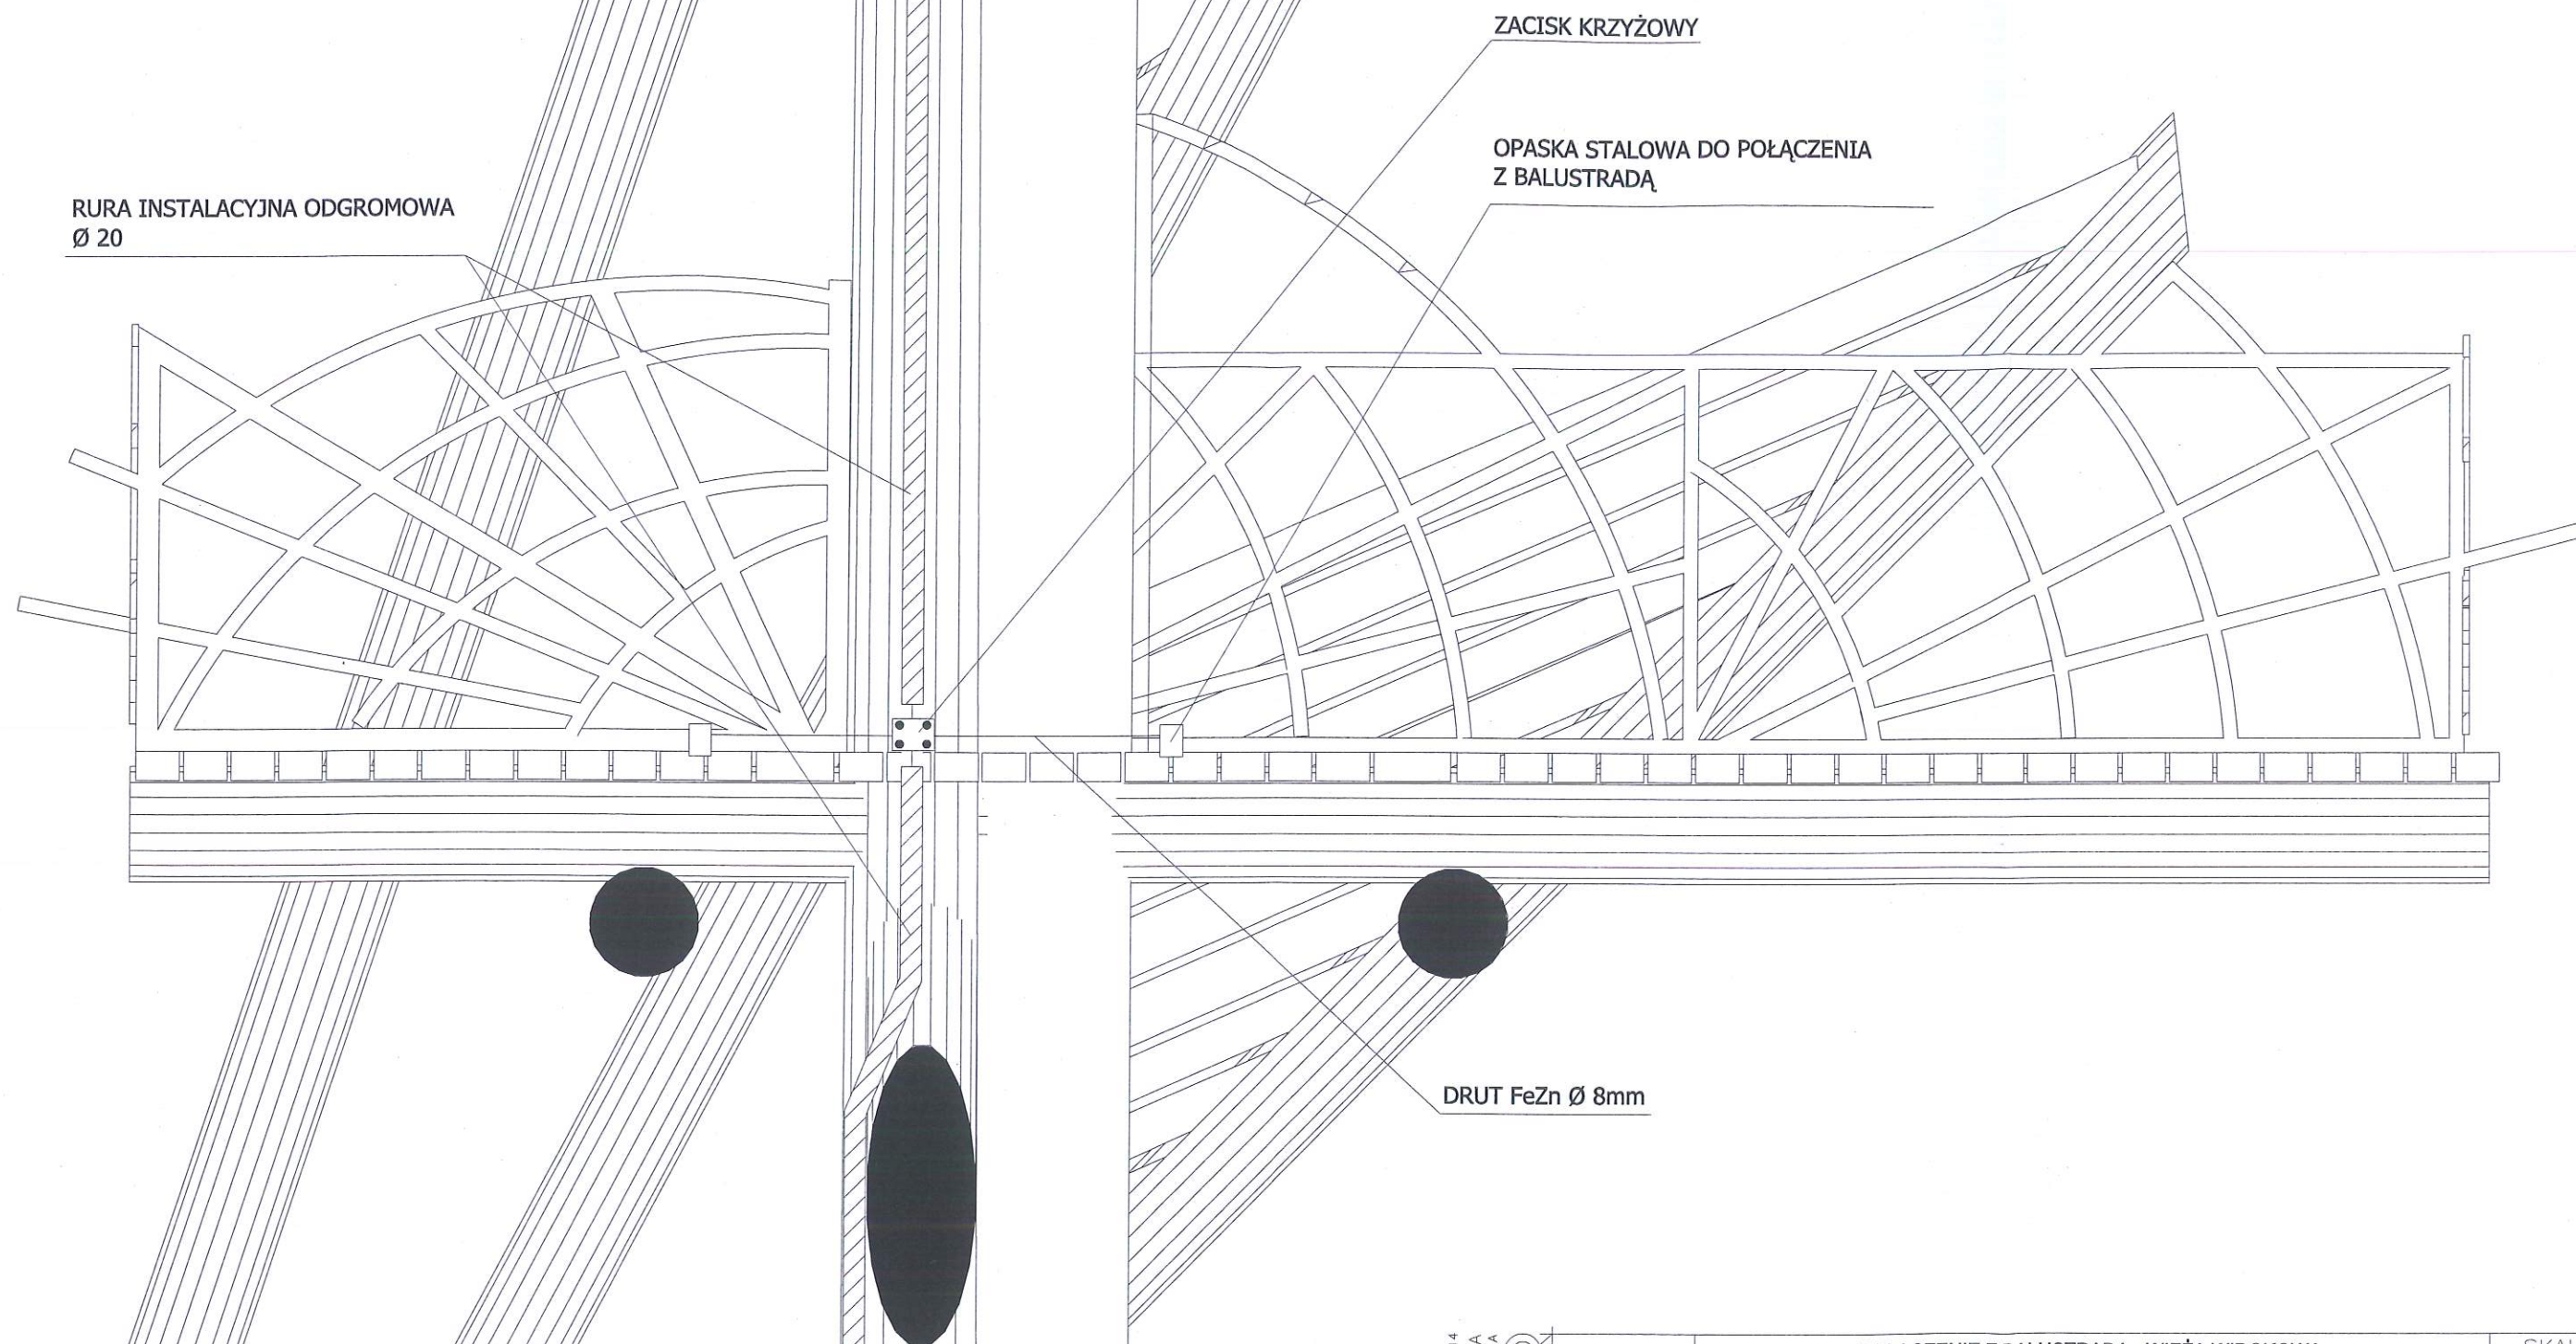 ZACISK KRZYŻOWY
OPASKA STALOWA DO POŁĄCZENIA
Z BALUSTRADĄ
RURA INSTALACYJNA ODGROMOWA
Ø 20
DRUT FeZn Ø 8mm